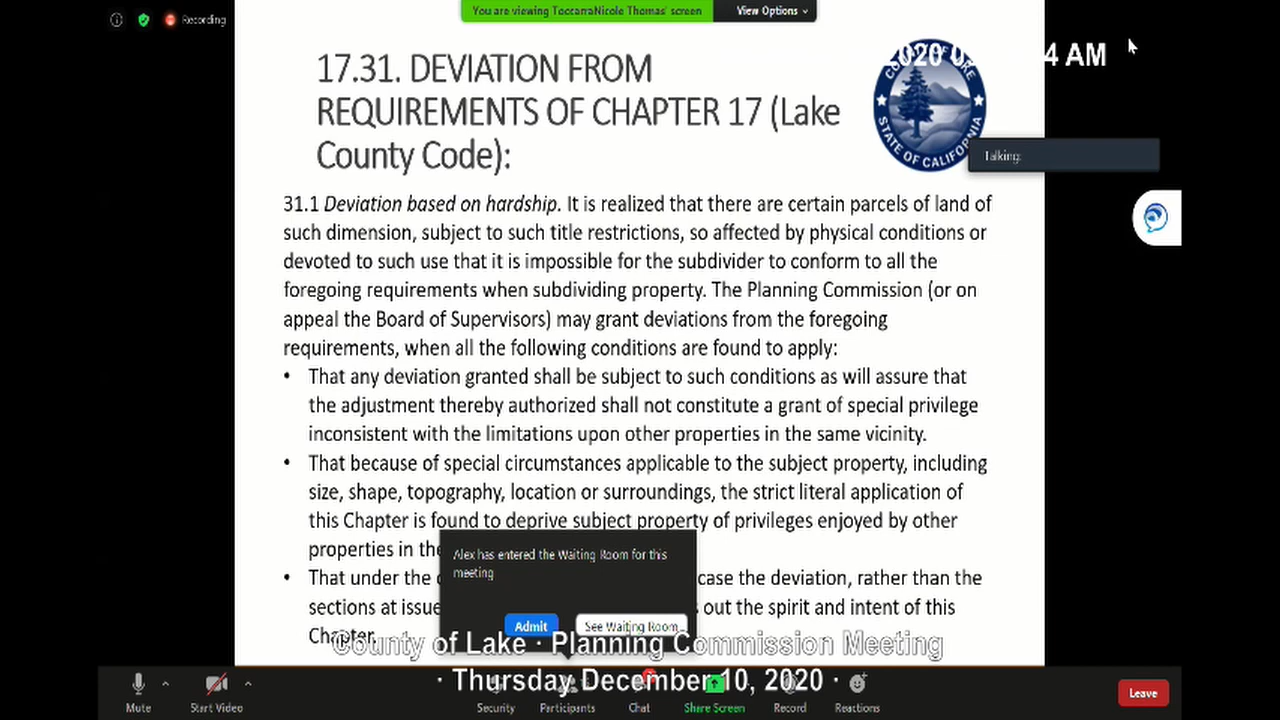 Recording
You are viewing ToccarraNicole Thomas' screen
View Options
17.31. DEVIATION FROM
REQUIREMENTS OF CHAPTER 17 (Lake
County Code):
COUNTY OF LAKE
STATE OF CALIFORNIA
2020 0
4 AM
Talking:
31.1 Deviation based on hardship. It is realized that there are certain parcels of land of
such dimension, subject to such title restrictions, so affected by physical conditions or
devoted to such use that it is impossible for the subdivider to conform to all the
foregoing requirements when subdividing property. The Planning Commission (or on
appeal the Board of Supervisors) may grant deviations from the foregoing
requirements, when all the following conditions are found to apply:
• That any deviation granted shall be subject to such conditions as will assure that
the adjustment thereby authorized shall not constitute a grant of special privilege
inconsistent with the limitations upon other properties in the same vicinity.
• That because of special circumstances applicable to the subject property, including
size, shape, topography, location or surroundings, the strict literal application of
this Chapter is found to deprive subject property of privileges enjoyed by other
properties in the
• That under the
case the deviation, rather than the
sections at issue
out the spirit and intent of this
Chapter.
Alex has entered the Waiting Room for this
meeting
Admit
See Waiting Room
County of Lake · Planning Commission Meeting
· Thursday December 10, 2020 ·
Mute
Start Video
Security
Participants
Chat
Share Screen
Record
Reactions
Leave